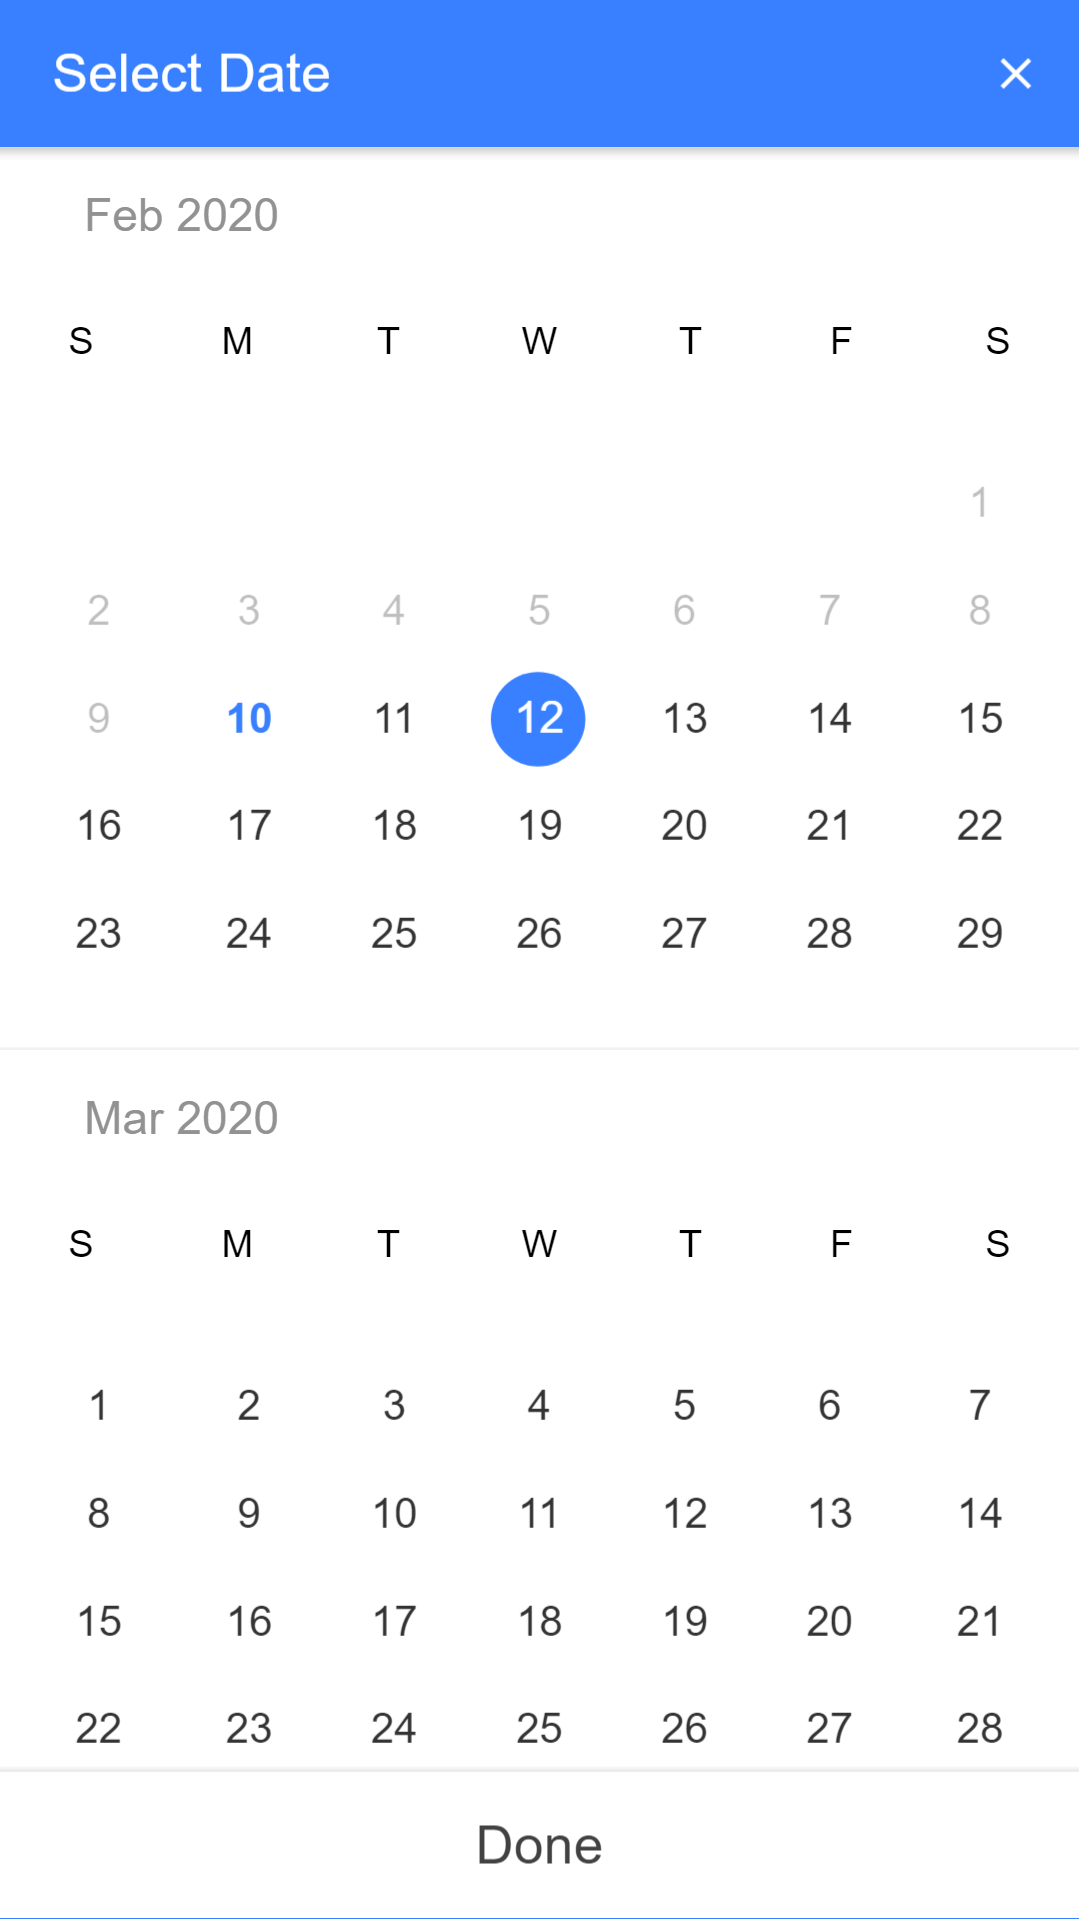 Select Date ×
Feb 2020
S M T W T F S
1
2 3 4 5 6 7 8
9 10 11 12 13 14 15
16 17 18 19 20 21 22
23 24 25 26 27 28 29
Mar 2020
S M T W T F S
1 2 3 4 5 6 7
8 9 10 11 12 13 14
15 16 17 18 19 20 21
22 23 24 25 26 27 28
Done